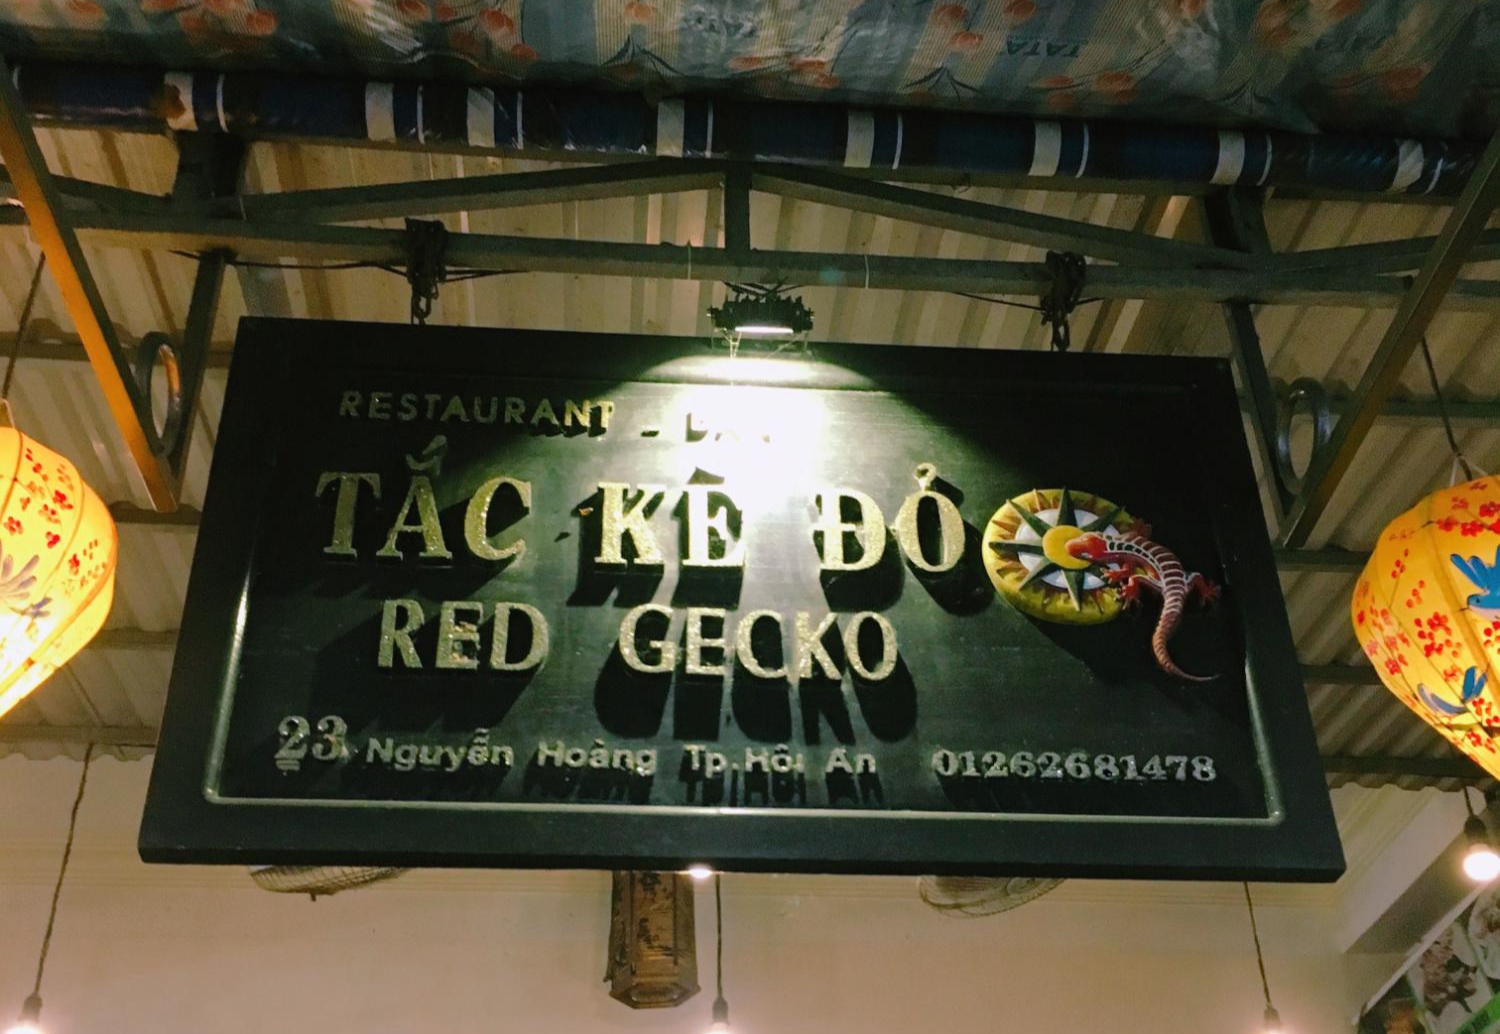 RESTAURANT
TẮC KÈ ĐỎ
RED GECKO
23 Nguyễn Hoàng Tp.Hội An 01262681478